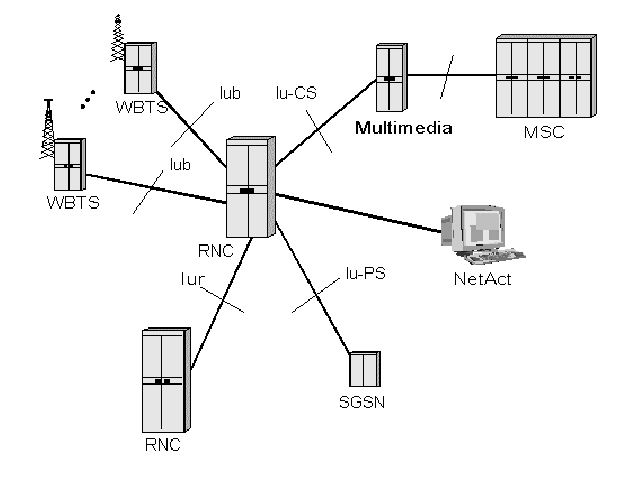 WBTS
Iub
Iu-CS
Multimedia
MSC
Iub
WBTS
RNC
NetAct
Iur
Iu-PS
SGSN
RNC